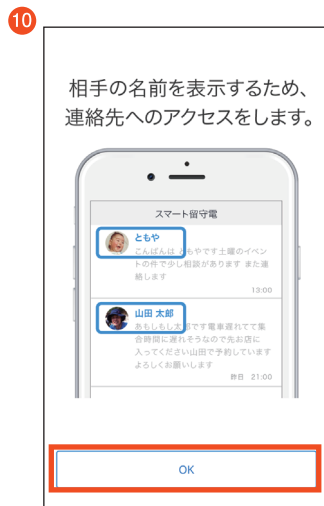 10
相手の名前を表示するため、
連絡先へのアクセスをします。
スマート留守電
ともや
こんばんは ともやです土曜のイベン
トの件で少し相談があります また連
絡します
13:00
山田 太郎
あもしもし太郎です電車遅れてて集
合時間に遅れそうなので先お店に
入ってください山田で予約しています
よろしくお願いします
昨日 21:00
OK